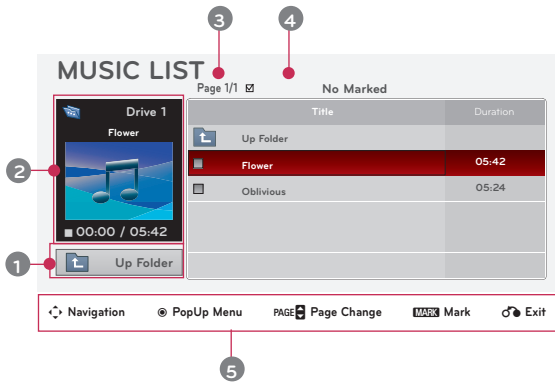 3
4
MUSIC LIST
Page 1/1 ☑ No Marked
Drive 1
Flower
Title Duration
Up Folder
Flower 05:42
Oblivious 05:24
2
00:00 / 05:42
1
Up Folder
Navigation PopUp Menu PAGE Page Change MARK Mark Exit
5